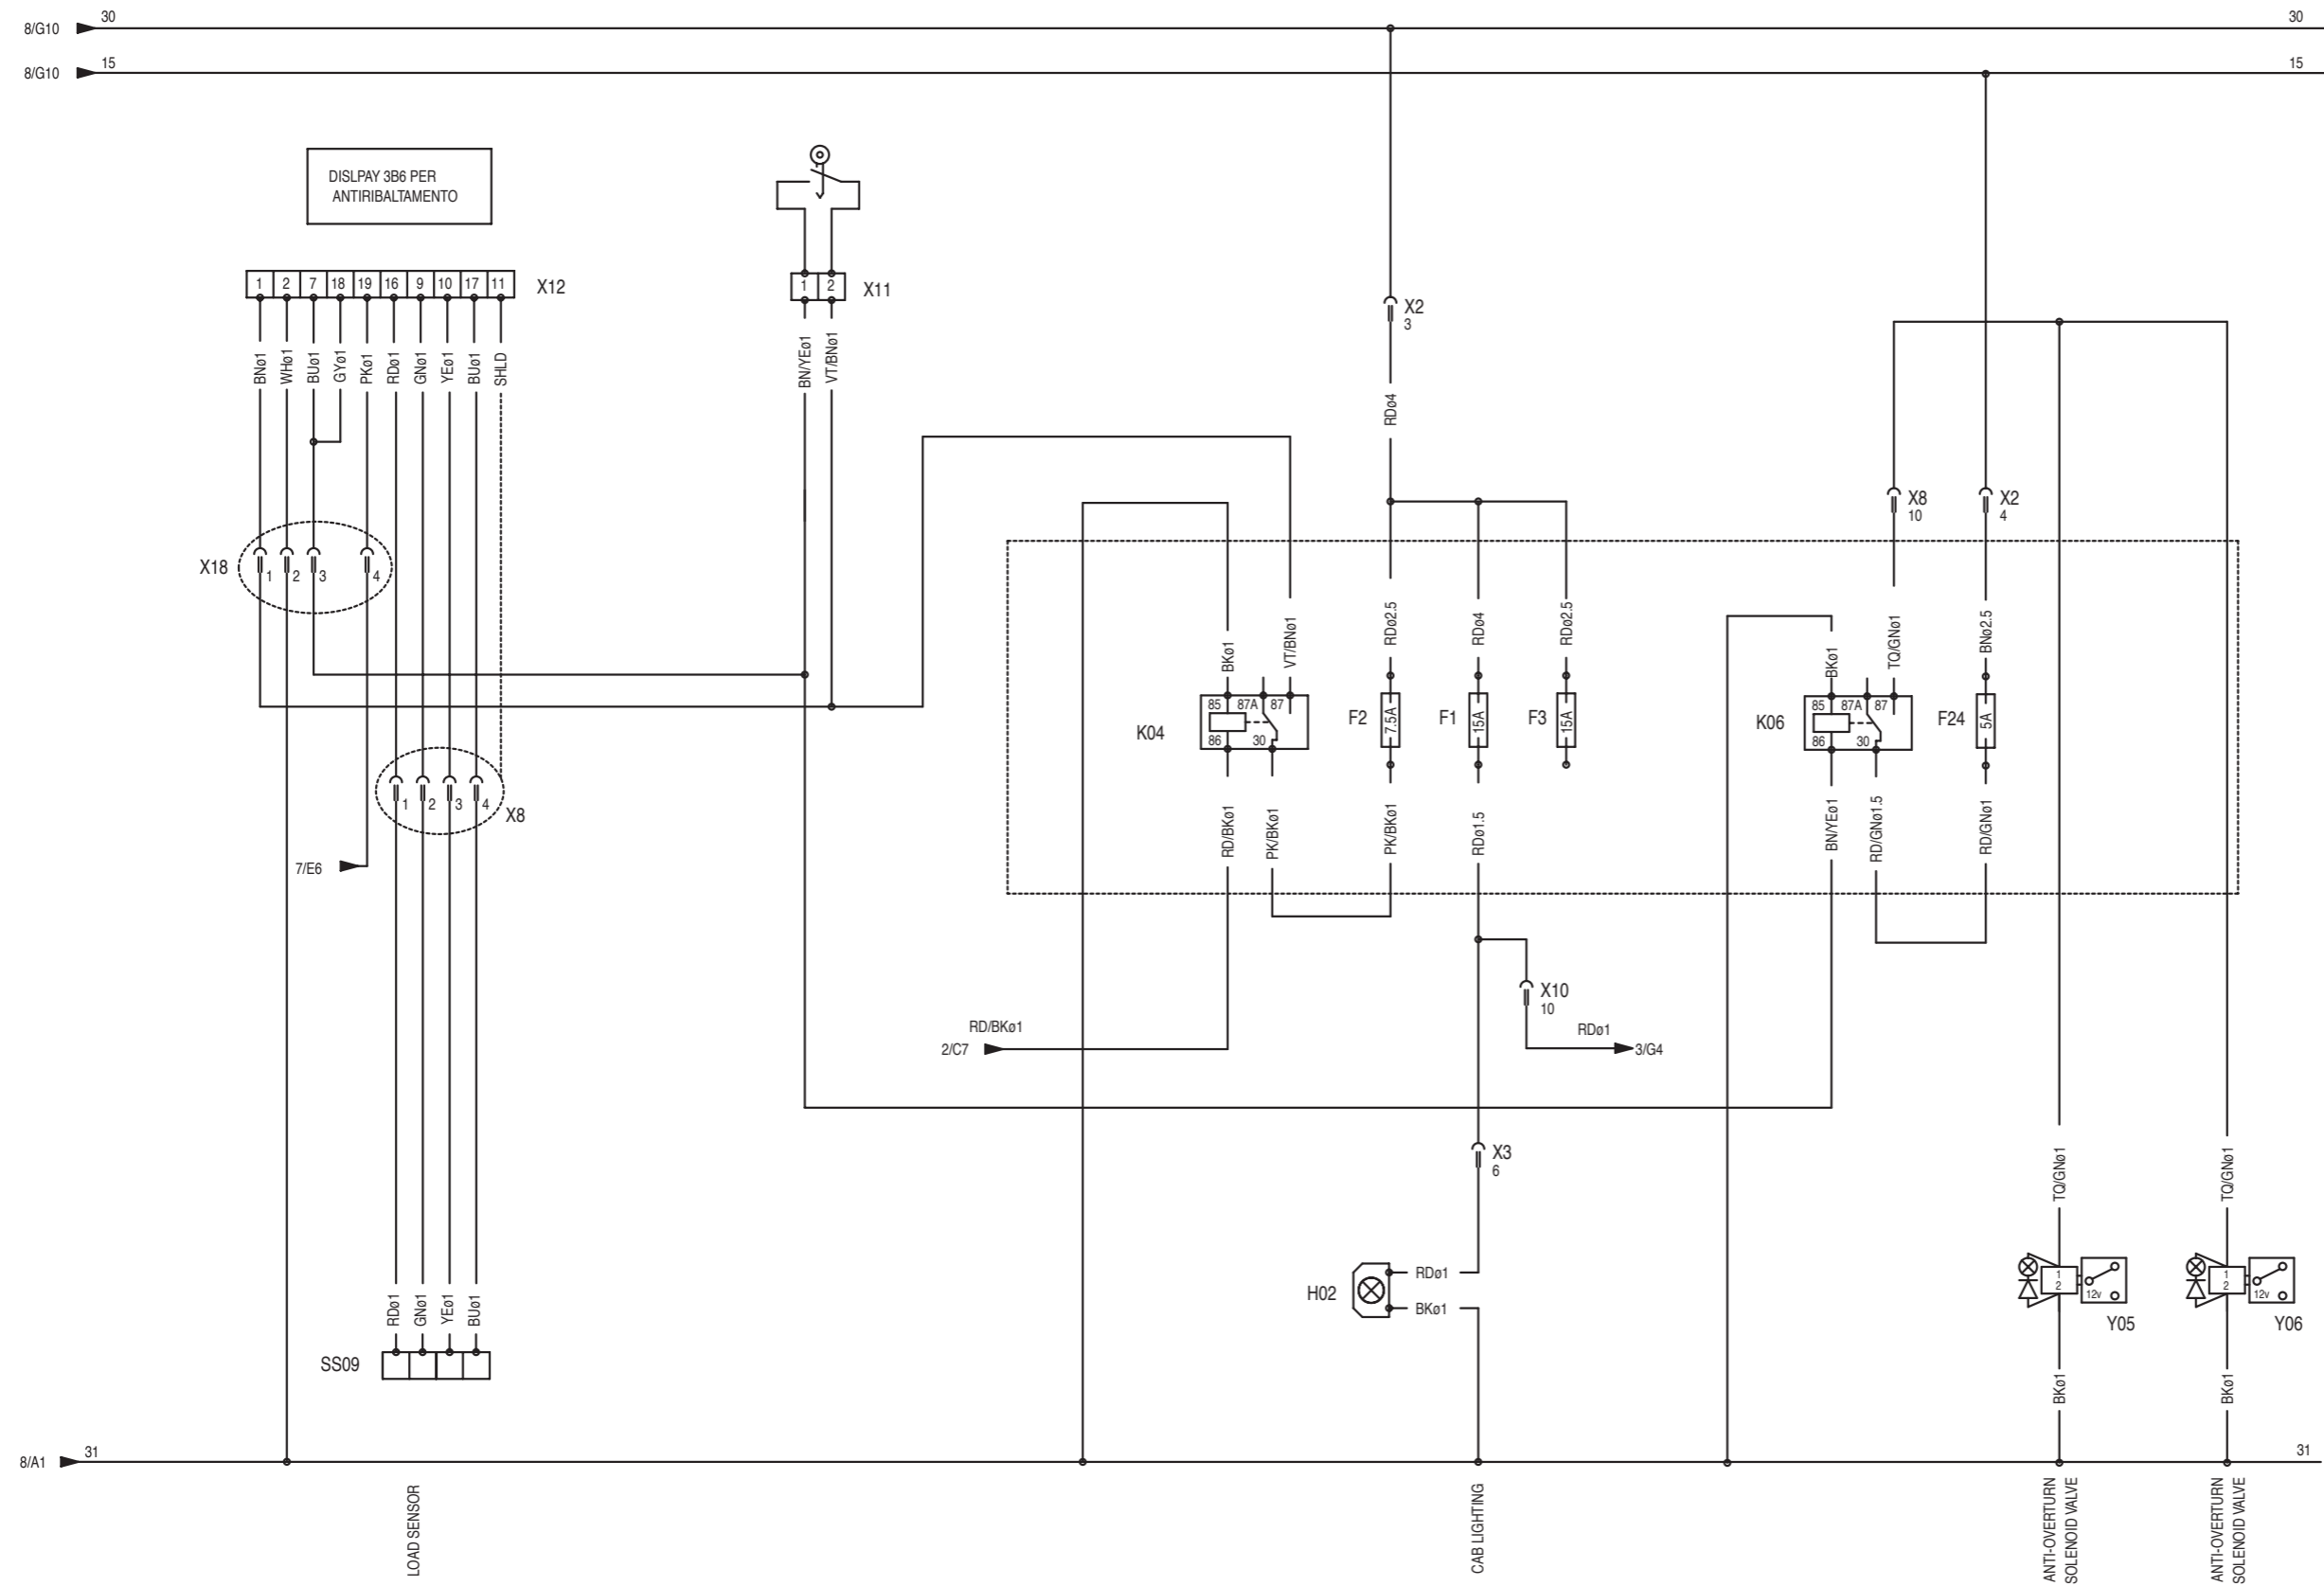 8/G10 30 30
8/G10 15 15
DISLPAY 3B6 PER
ANTIRIBALTAMENTO
1 2 7 18 19 16 9 10 17 11 X12
1 2 X11
X2
3
BNø1 WHø1 BUø1 GYø1 PKø1 RDø1 GNø1 YEø1 BUø1 SHLD
BN/YEø1 VT/BNø1
RDø4
X8
10
X2
4
X18 1 2 3 4
BKø1 VT/BNø1 RDø2.5 RDø4 RDø2.5 BKø1 TQ/GNø1 BNø2.5
K04 85 87A 87 86 30
F2 7.5A
F1 15A
F3 15A
K06 85 87A 87 86 30
F24 5A
1 2 3 4 X8
RD/BKø1 PK/BKø1 PK/BKø1 RDø1.5 BN/YEø1 RD/GNø1.5 RD/GNø1
7/E6
X10
10
RD/BKø1
2/C7
RDø1
3/G4
X3
6
TQ/GNø1 TQ/GNø1
H02 RDø1
BKø1
1
2
12v
Y05
1
2
12v
Y06
RDø1 GNø1 YEø1 BUø1
SS09
BKø1 BKø1
8/A1 31 31
LOAD SENSOR
CAB LIGHTING
ANTI-OVERTURN
SOLENOID VALVE
ANTI-OVERTURN
SOLENOID VALVE